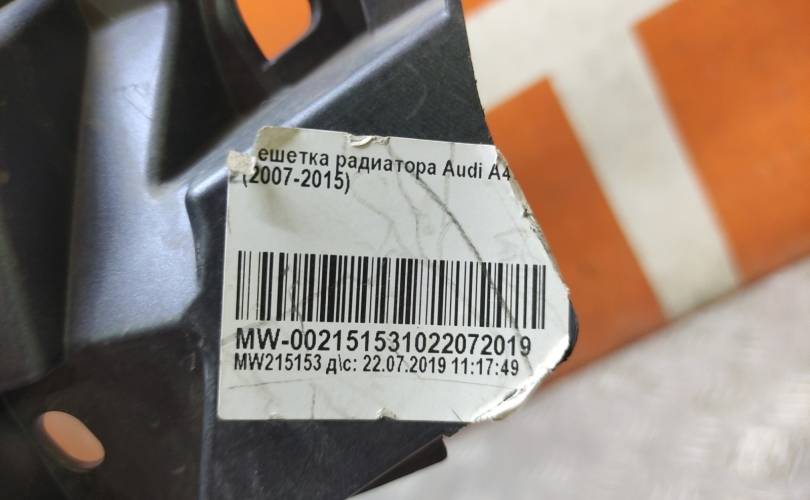 ешетка радиатора Audi A4
(2007-2015)
MW-002151531022072019
MW215153 д\с: 22.07.2019 11:17:49